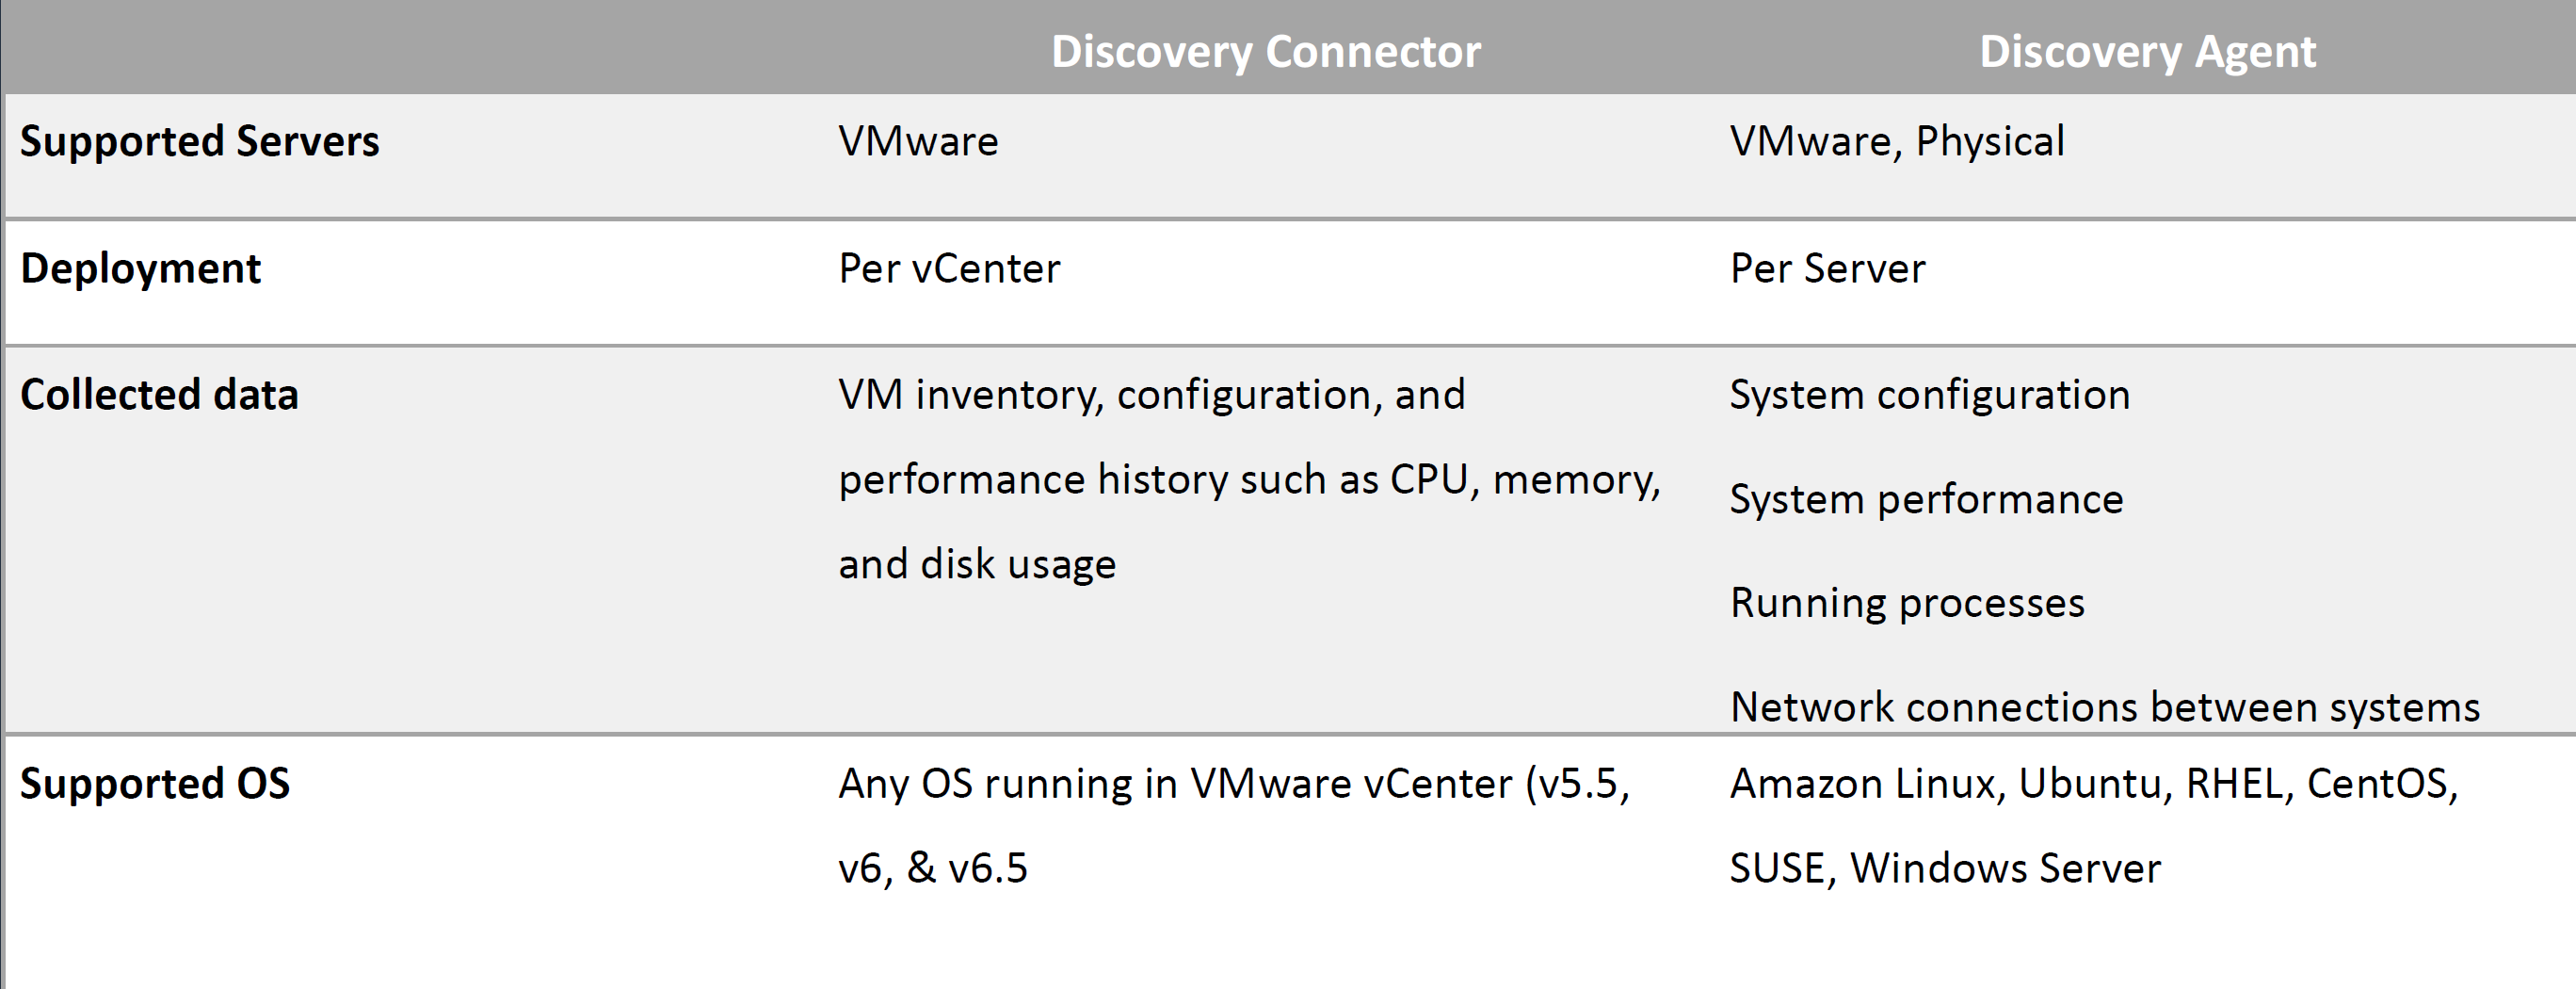 Discovery Connector Discovery Agent
Supported Servers VMware VMware, Physical
Deployment Per vCenter Per Server
Collected data VM inventory, configuration, and System configuration
performance history such as CPU, memory, System performance
and disk usage
Running processes
Network connections between systems
Supported OS Any OS running in VMware vCenter (v5.5, Amazon Linux, Ubuntu, RHEL, CentOS,
v6, & v6.5 SUSE, Windows Server